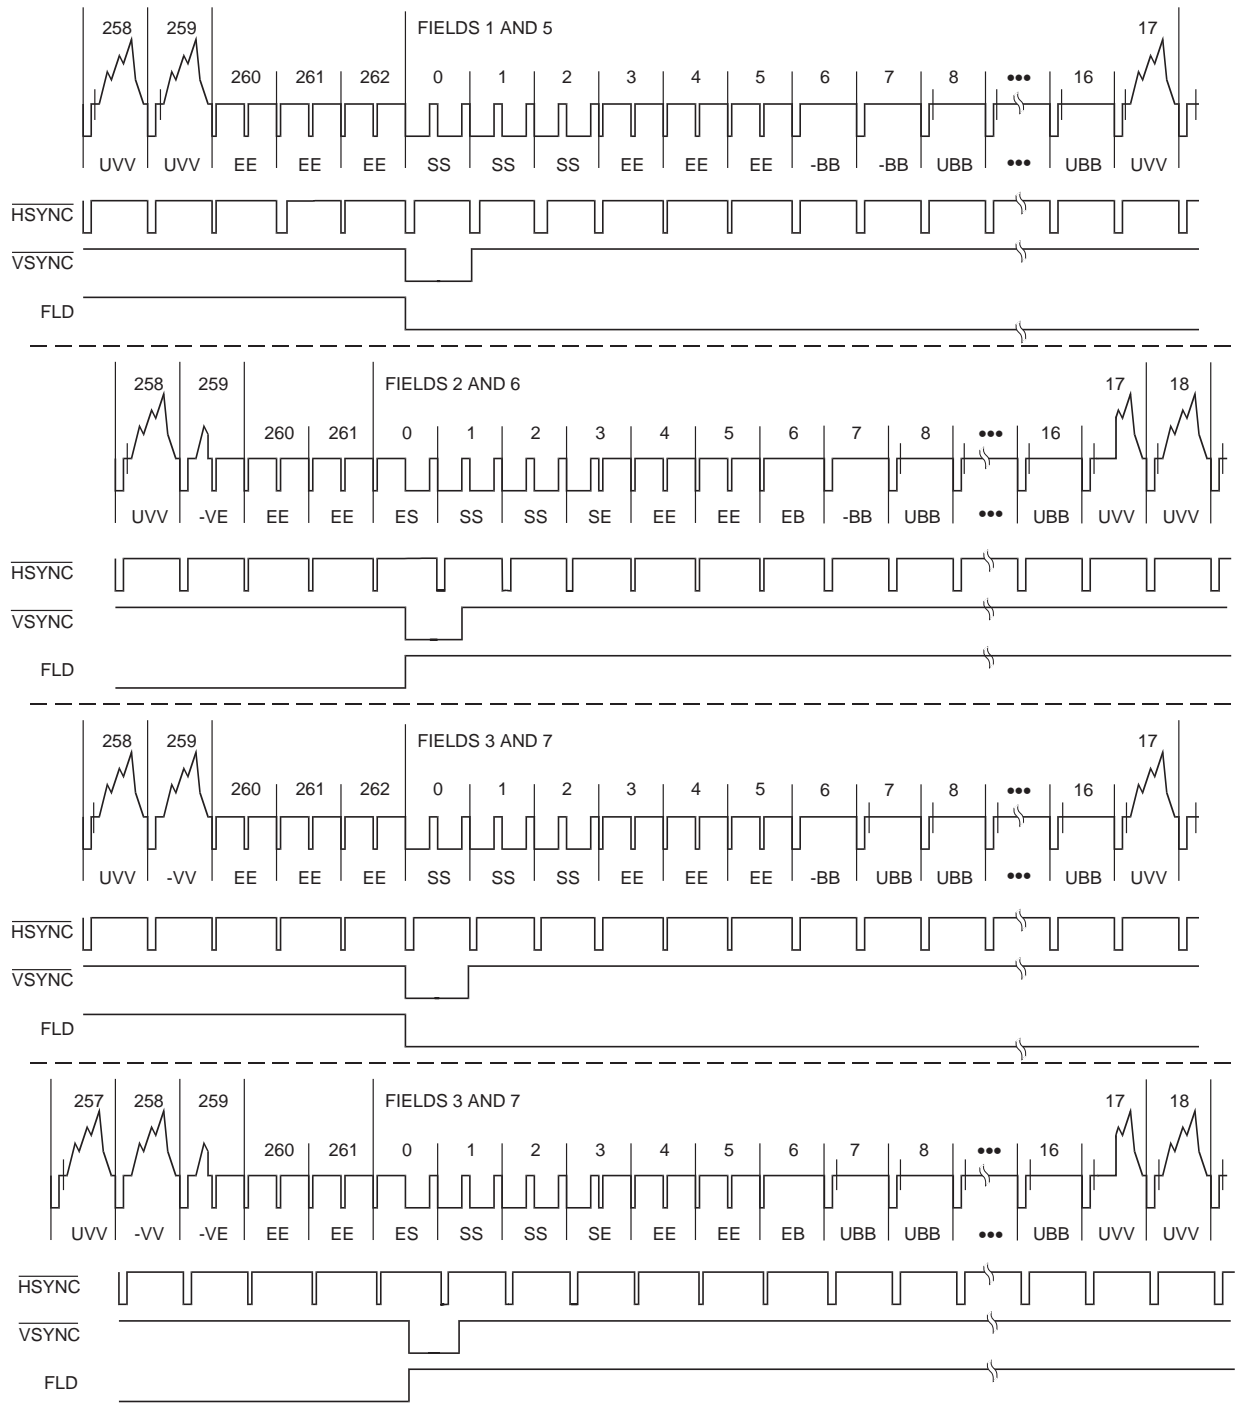 258 259 FIELDS 1 AND 5 17
260 261 262 0 1 2 3 4 5 6 7 8 ••• 16
UVV UVV EE EE EE SS SS SS EE EE EE -BB -BB UBB ••• UBB UVV
HSYNC
VSYNC
FLD
258 259 FIELDS 2 AND 6 17 18
260 261 0 1 2 3 4 5 6 7 8 ••• 16
UVV -VE EE EE ES SS SS SE EE EE EB -BB UBB ••• UBB UVV UVV
HSYNC
VSYNC
FLD
258 259 FIELDS 3 AND 7 17
260 261 262 0 1 2 3 4 5 6 7 8 ••• 16
UVV -VV EE EE EE SS SS SS EE EE EE -BB UBB UBB ••• UBB UVV
HSYNC
VSYNC
FLD
257 258 259 FIELDS 3 AND 7 17 18
260 261 0 1 2 3 4 5 6 7 8 ••• 16
UVV -VV -VE EE EE ES SS SS SE EE EE EB UBB UBB ••• UBB UVV UVV
HSYNC
VSYNC
FLD